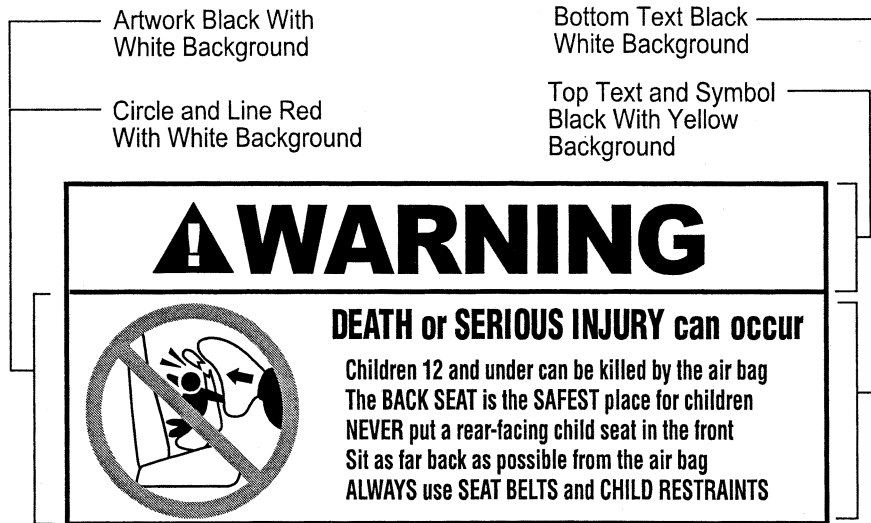 Artwork Black With
White Background
Circle and Line Red
With White Background
Bottom Text Black
White Background
Top Text and Symbol
Black With Yellow
Background
WARNING
DEATH or SERIOUS INJURY can occur
Children 12 and under can be killed by the air bag
The BACK SEAT is the SAFEST place for children
NEVER put a rear-facing child seat in the front
Sit as far back as possible from the air bag
ALWAYS use SEAT BELTS and CHILD RESTRAINTS